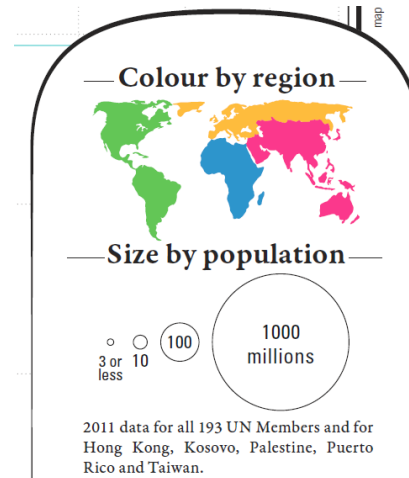 map
Colour by region
Size by population
3 or
less
10
100
1000
millions
2011 data for all 193 UN Members and for
Hong Kong, Kosovo, Palestine, Puerto
Rico and Taiwan.